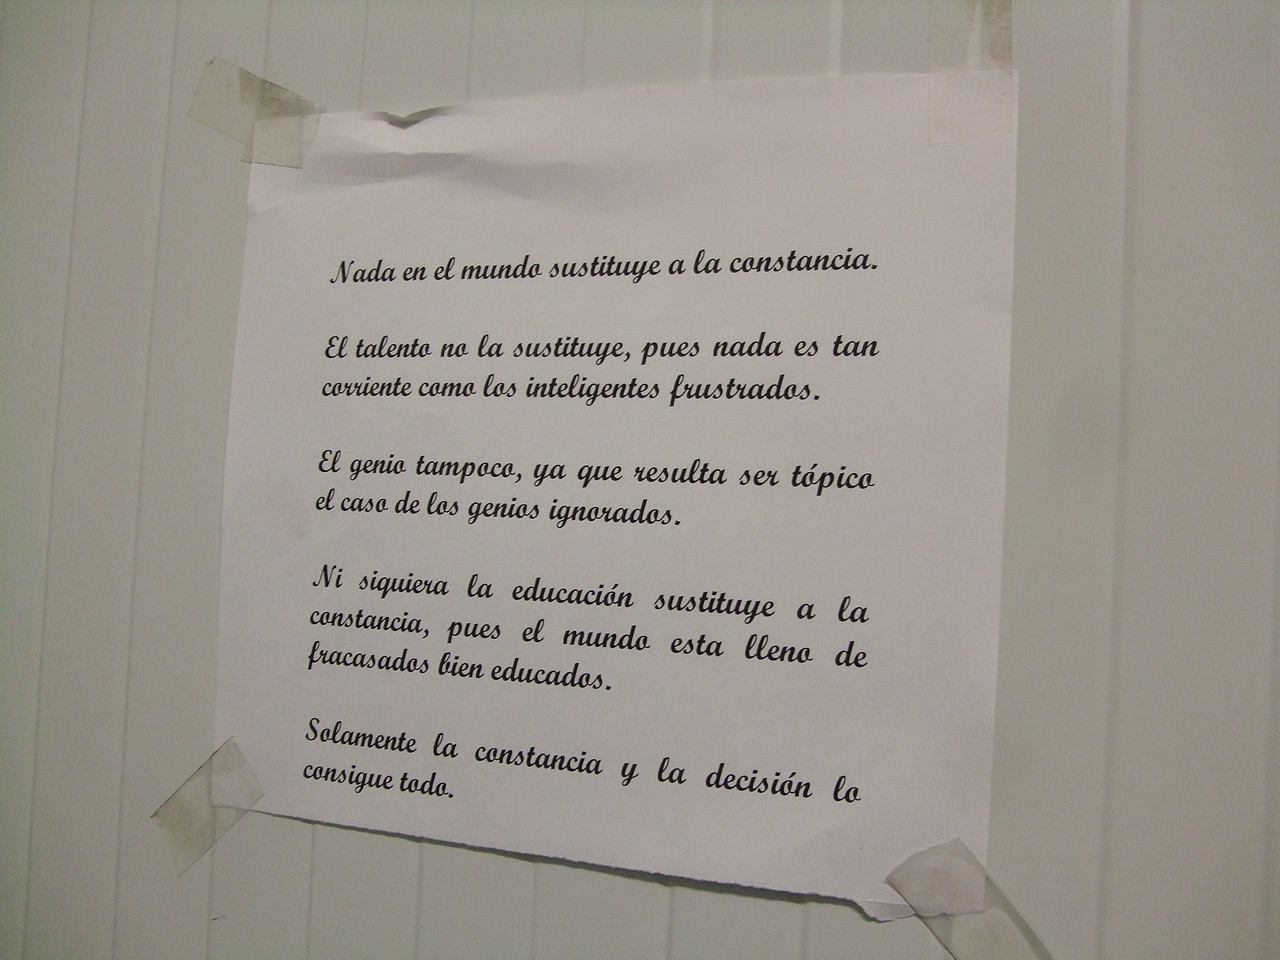 Nada en el mundo sustituye a la constancia.
El talento no la sustituye, pues nada es tan
corriente como los inteligentes frustrados.
El genio tampoco, ya que resulta ser tópico
el caso de los genios ignorados.
Ni siquiera la educación sustituye a la
constancia, pues el mundo esta lleno de
fracasados bien educados.
Solamente la constancia y la decisión lo
consigue todo.